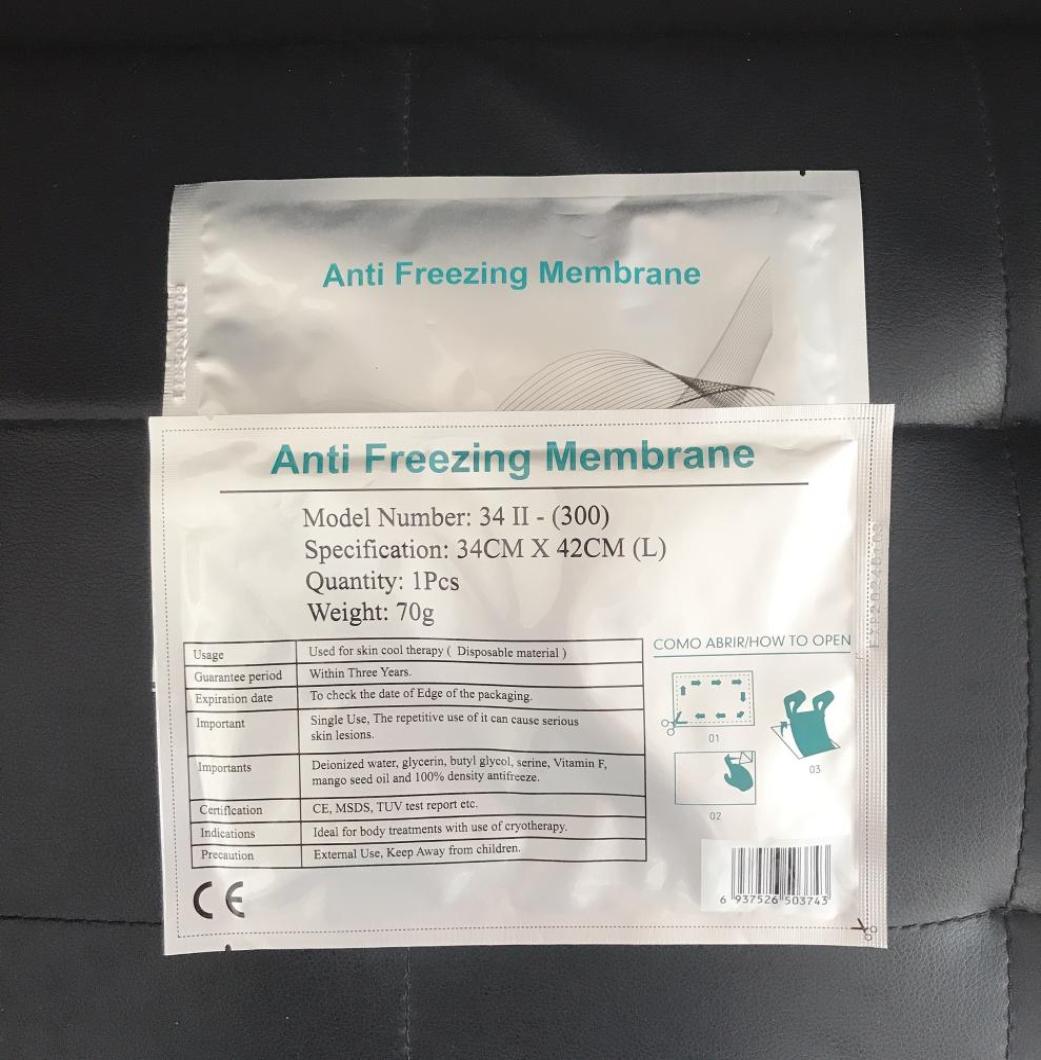 Anti Freezing Membrane
Anti Freezing Membrane
Model Number: 34 II - (300)
Specification: 34CM X 42CM (L)
Quantity: 1Pcs
Weight: 70g
Usage Used for skin cool therapy ( Disposable material )
Guarantee period Within Three Years.
Expiration date To check the date of Edge of the packaging.
Important Single Use, The repetitive use of it can cause serious
skin lesions.
Importants Deionized water, glycerin, butyl glycol, serine, Vitamin F,
mango seed oil and 100% density antifreeze.
Certification CE, MSDS, TUV test report etc.
Indications Ideal for body treatments with use of cryotherapy.
Precaution External Use, Keep Away from children.
CE
COMO ABRIR/HOW TO OPEN
01
02
03
6 937526 503743